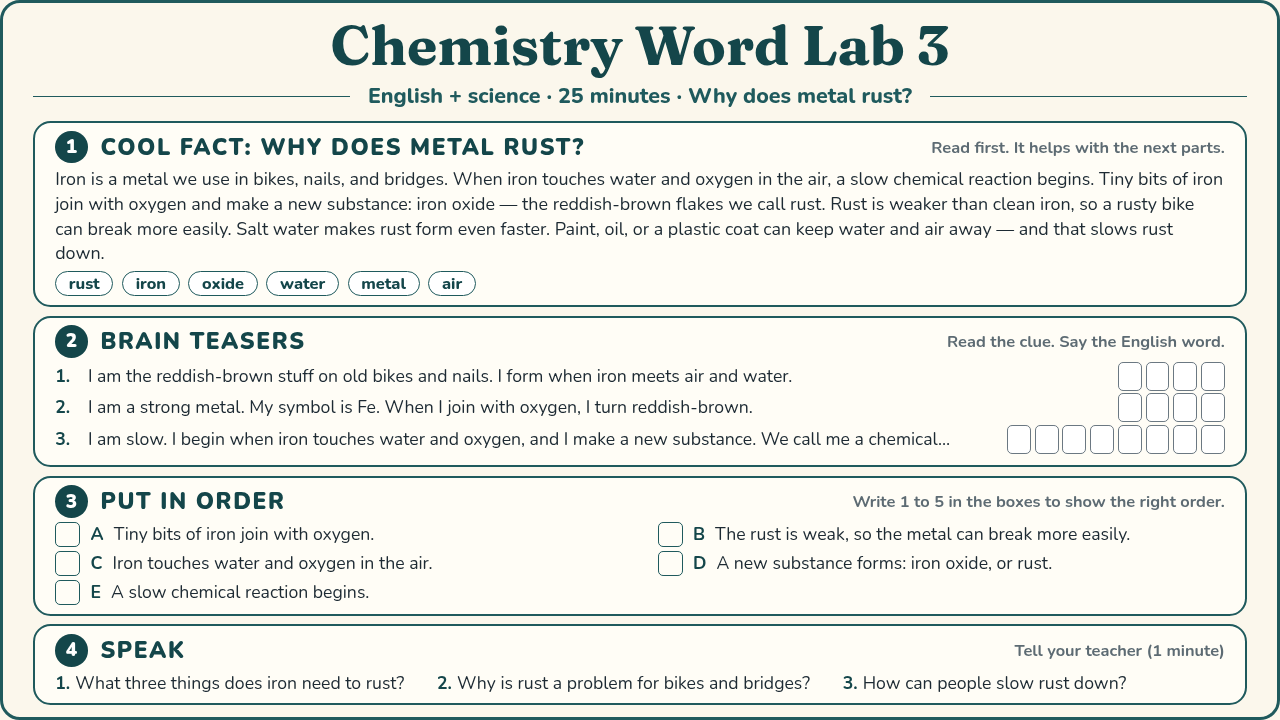 Chemistry Word Lab 3
English + science · 25 minutes · Why does metal rust?
1 COOL FACT: WHY DOES METAL RUST? Read first. It helps with the next parts.
Iron is a metal we use in bikes, nails, and bridges. When iron touches water and oxygen in the air, a slow chemical reaction begins. Tiny bits of iron
join with oxygen and make a new substance: iron oxide — the reddish-brown flakes we call rust. Rust is weaker than clean iron, so a rusty bike
can break more easily. Salt water makes rust form even faster. Paint, oil, or a plastic coat can keep water and air away — and that slows rust
down.
rust iron oxide water metal air
2 BRAIN TEASERS Read the clue. Say the English word.
1. I am the reddish-brown stuff on old bikes and nails. I form when iron meets air and water.
2. I am a strong metal. My symbol is Fe. When I join with oxygen, I turn reddish-brown.
3. I am slow. I begin when iron touches water and oxygen, and I make a new substance. We call me a chemical...
3 PUT IN ORDER Write 1 to 5 in the boxes to show the right order.
A Tiny bits of iron join with oxygen. B The rust is weak, so the metal can break more easily.
C Iron touches water and oxygen in the air. D A new substance forms: iron oxide, or rust.
E A slow chemical reaction begins.
4 SPEAK Tell your teacher (1 minute)
1. What three things does iron need to rust? 2. Why is rust a problem for bikes and bridges? 3. How can people slow rust down?